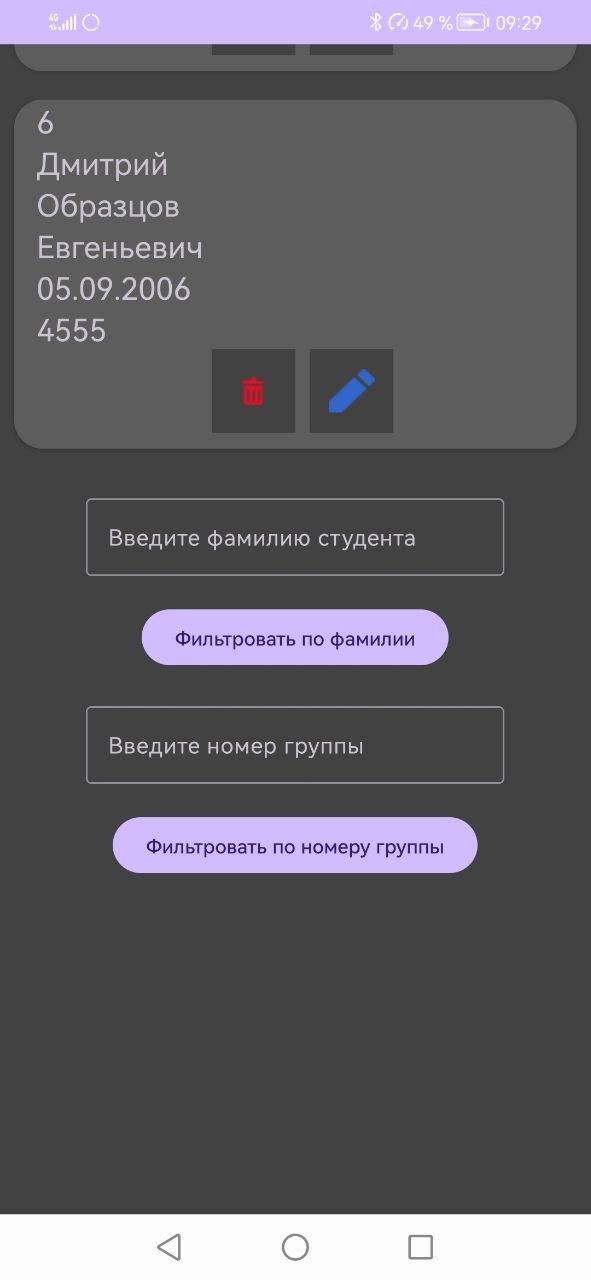 4G
49 %
09:29
6
Дмитрий
Образцов
Евгеньевич
05.09.2006
4555
Введите фамилию студента
Фильтровать по фамилии
Введите номер группы
Фильтровать по номеру группы